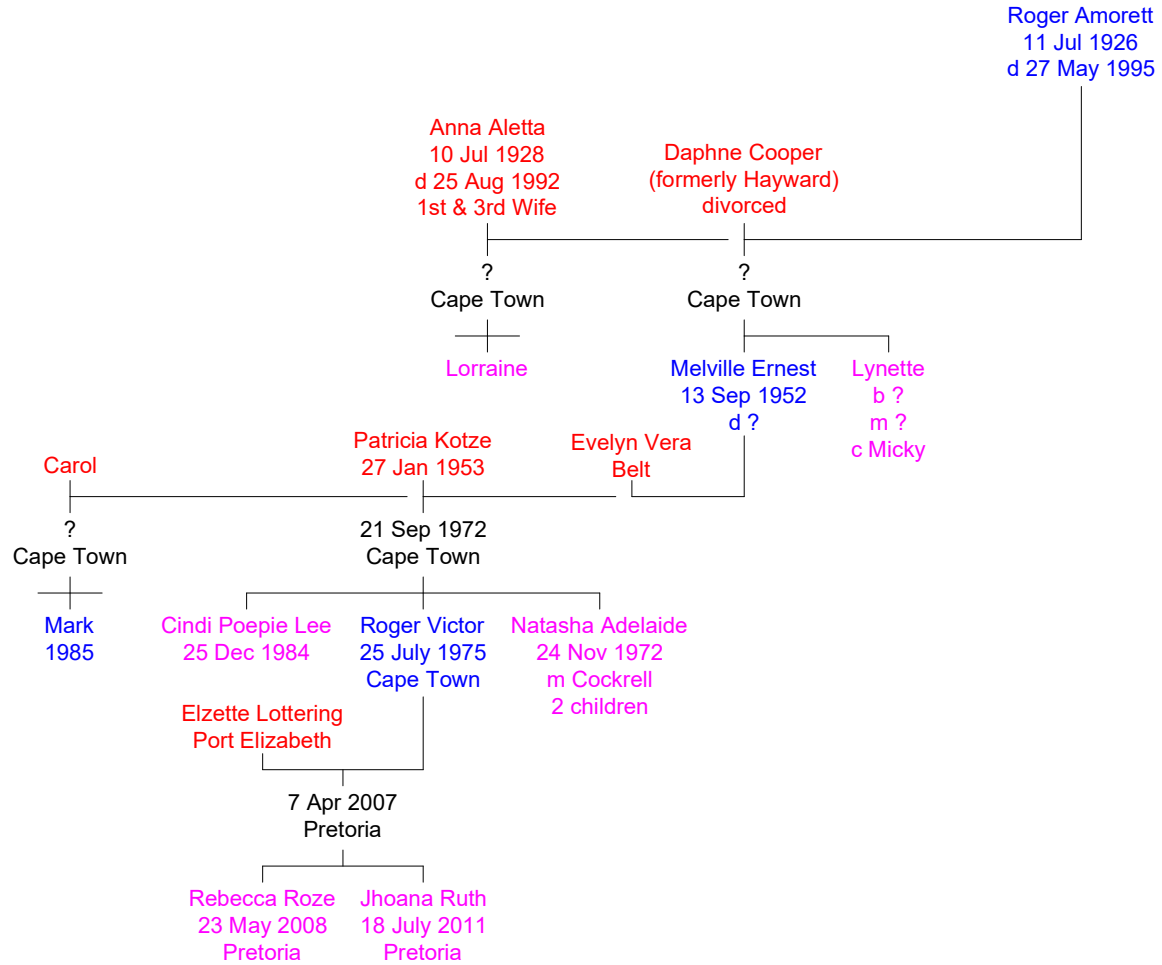 Roger Amorett
11 Jul 1926
d 27 May 1995
Anna Aletta
10 Jul 1928
d 25 Aug 1992
1st & 3rd Wife
Daphne Cooper
(formerly Hayward)
divorced
?
Cape Town
?
Cape Town
Lorraine
Melville Ernest
13 Sep 1952
d ?
Lynette
b ?
m ?
c Micky
Carol
Patricia Kotze
27 Jan 1953
Evelyn Vera
Belt
?
Cape Town
21 Sep 1972
Cape Town
Mark
1985
Cindi Poepie Lee
25 Dec 1984
Roger Victor
25 July 1975
Cape Town
Natasha Adelaide
24 Nov 1972
m Cockrell
2 children
Elzette Lottering
Port Elizabeth
7 Apr 2007
Pretoria
Rebecca Roze
23 May 2008
Pretoria
Jhoana Ruth
18 July 2011
Pretoria